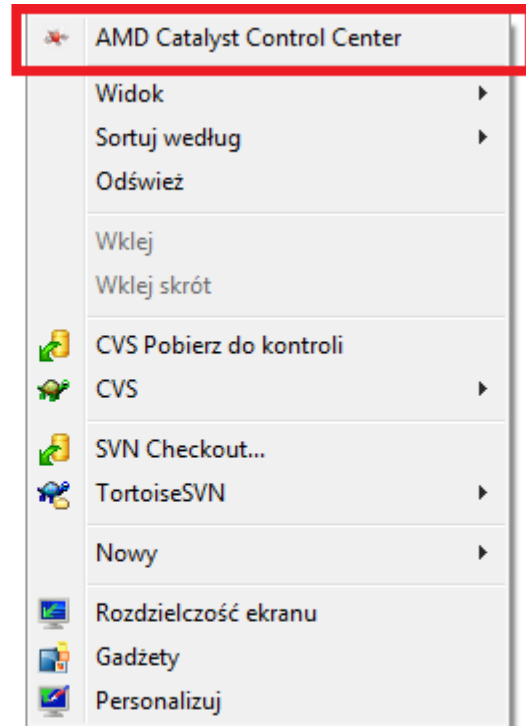 AMD Catalyst Control Center
Widok
Sortuj według
Odśwież
Wklej
Wklej skrót
CVS Pobierz do kontroli
CVS
SVN Checkout...
TortoiseSVN
Nowy
Rozdzielczość ekranu
Gadżety
Personalizuj